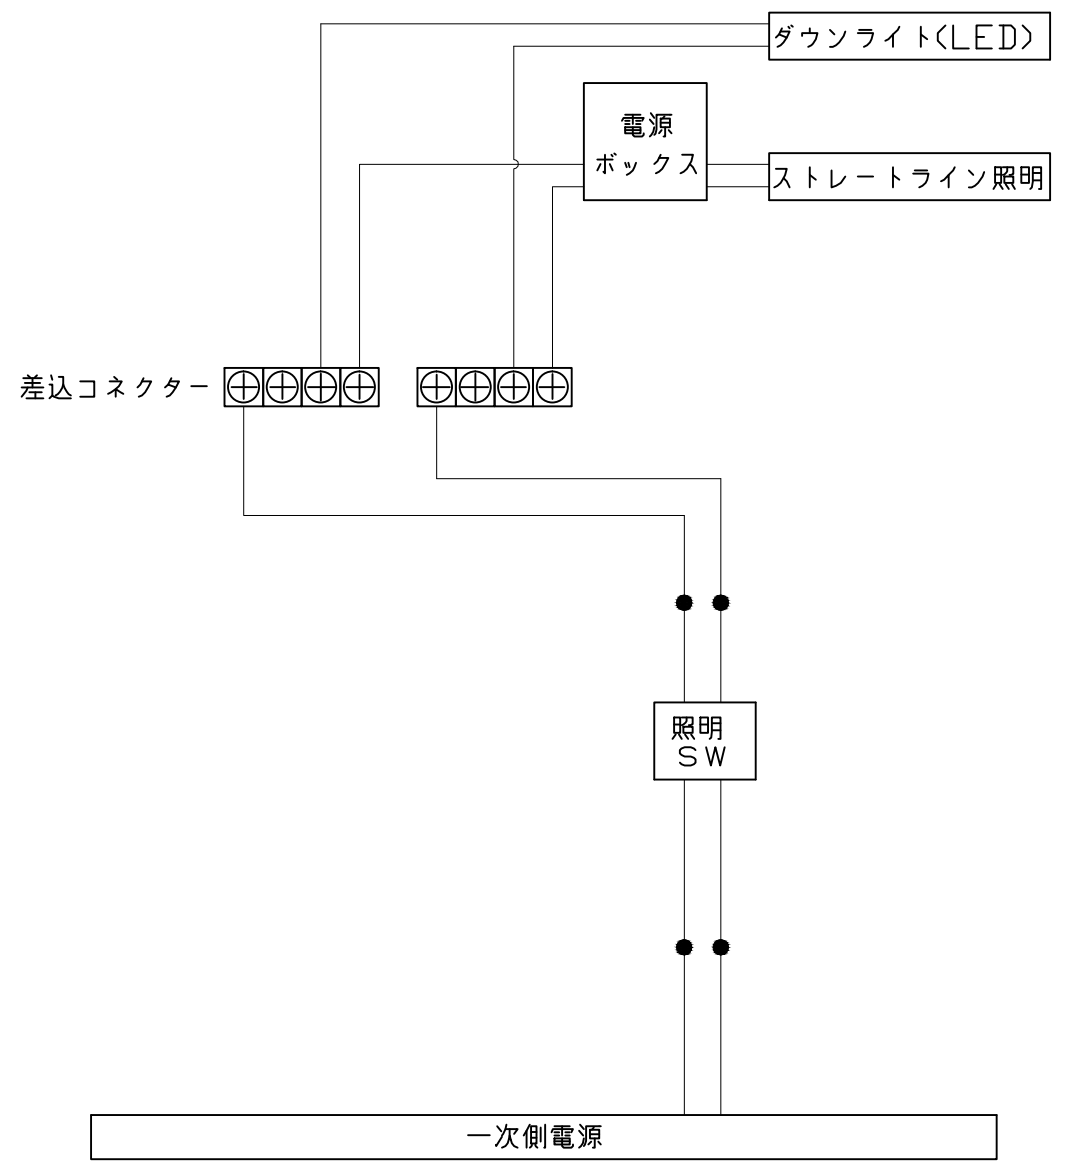 ダウンライト(LED)
電源
ボックス
ストレートライン照明
差込コネクター
照明
SW
一次側電源